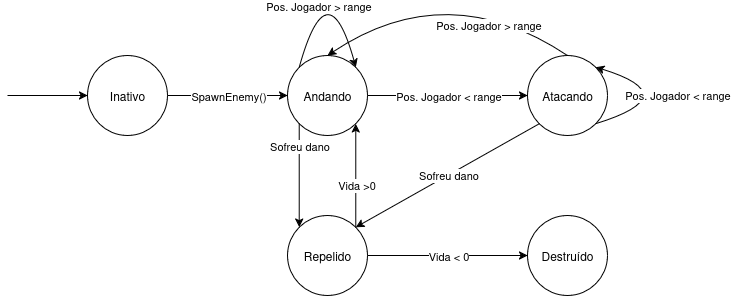 Pos. Jogador > range
Pos. Jogador > range
Inativo
SpawnEnemy()
Andando
Pos. Jogador < range
Atacando
Pos. Jogador < range
Sofreu dano
Vida >0
Sofreu dano
Repelido
Vida < 0
Destruído